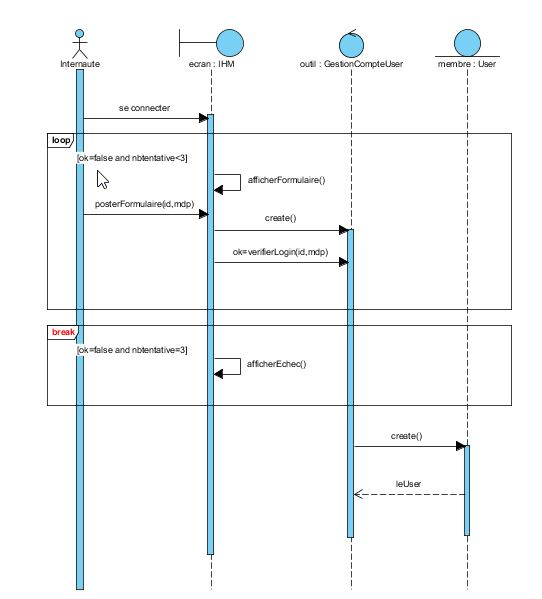 Internaute
ecran : IHM
outil : GestionCompteUser
membre : User
se connecter
loop
[ok=false and nbtentative<3]
afficherFormulaire()
posterFormulaire(id,mdp)
create()
ok=verifierLogin(id,mdp)
break
[ok=false and nbtentative=3]
afficherEchec()
create()
leUser